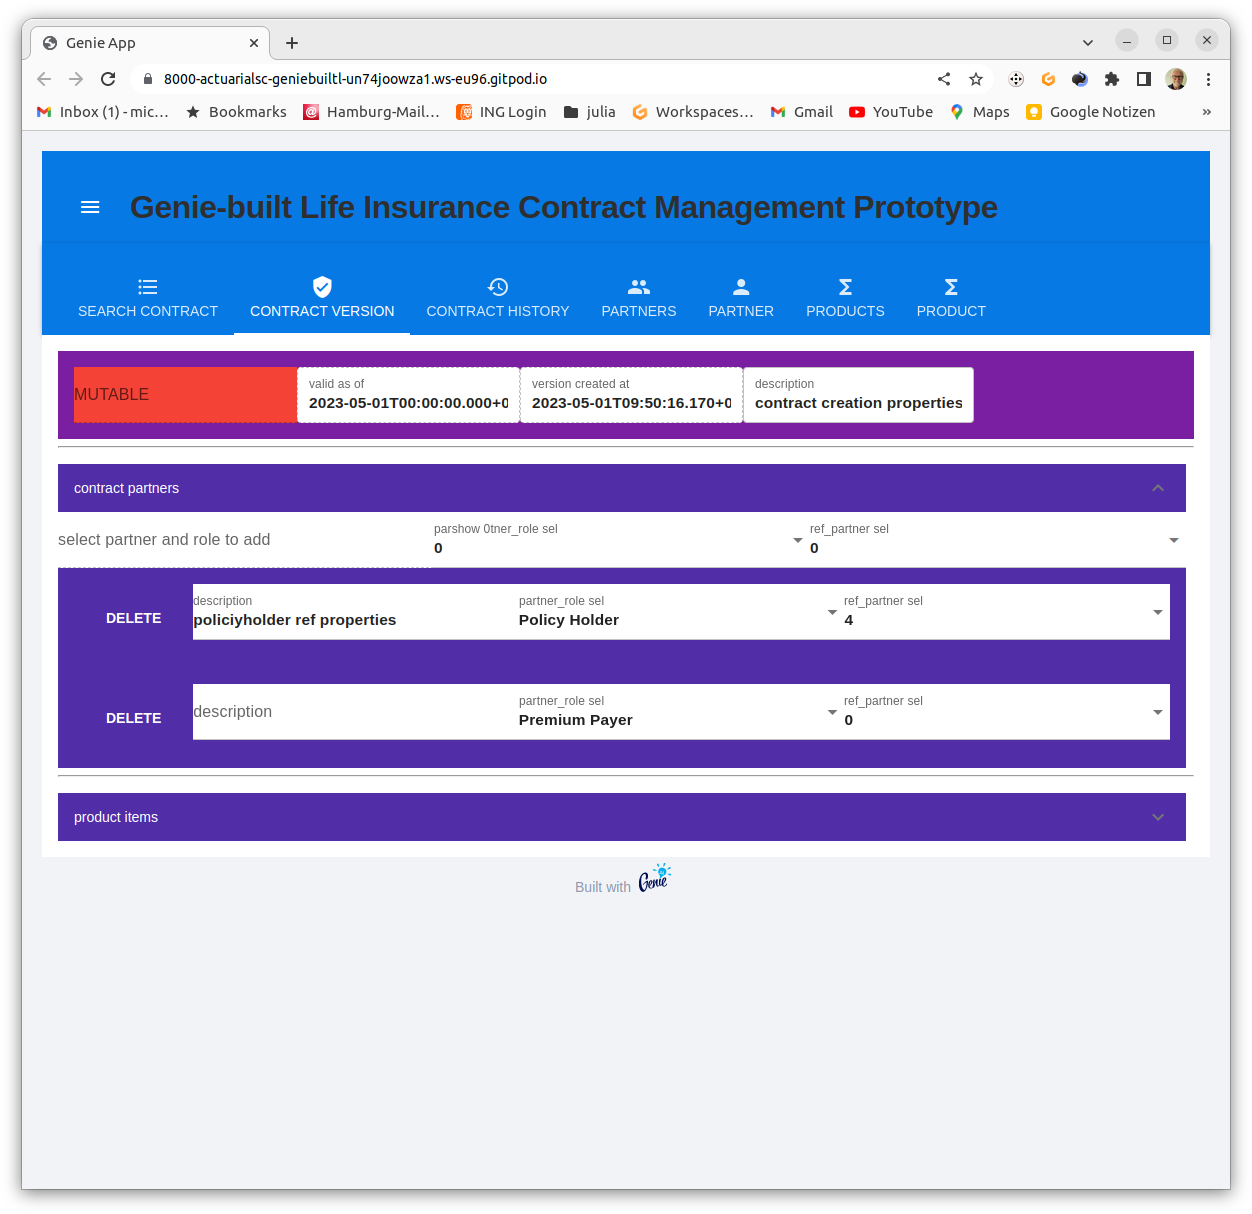 Genie App
8000-actuarialsc-geniebuiltl-un74joowza1.ws-eu96.gitpod.io
Inbox (1) - mic... Bookmarks Hamburg-Mail... ING Login julia Workspaces... Gmail YouTube Maps Google Notizen »
Genie-built Life Insurance Contract Management Prototype
SEARCH CONTRACT CONTRACT VERSION CONTRACT HISTORY PARTNERS PARTNER PRODUCTS PRODUCT
valid as of version created at description
MUTABLE 2023-05-01T00:00:00.000+0 2023-05-01T09:50:16.170+0 contract creation properties
contract partners
parshow 0tner_role sel ref_partner sel
select partner and role to add 0 0
description partner_role sel ref_partner sel
DELETE policiyholder ref properties Policy Holder 4
partner_role sel ref_partner sel
DELETE description Premium Payer 0
product items
Built with Genie